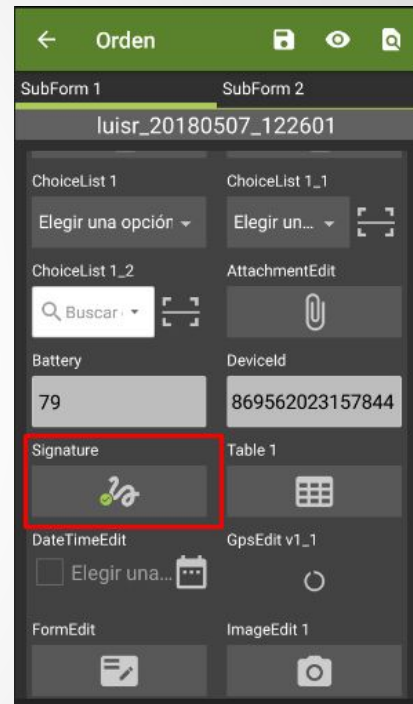 Orden
SubForm 1 SubForm 2
luisr_20180507_122601
ChoiceList 1 ChoiceList 1_1
Elegir una opción Elegir un...
ChoiceList 1_2 AttachmentEdit
Buscar
Battery DeviceId
79 869562023157844
Signature Table 1
DateTimeEdit GpsEdit v1_1
Elegir una...
FormEdit ImageEdit 1